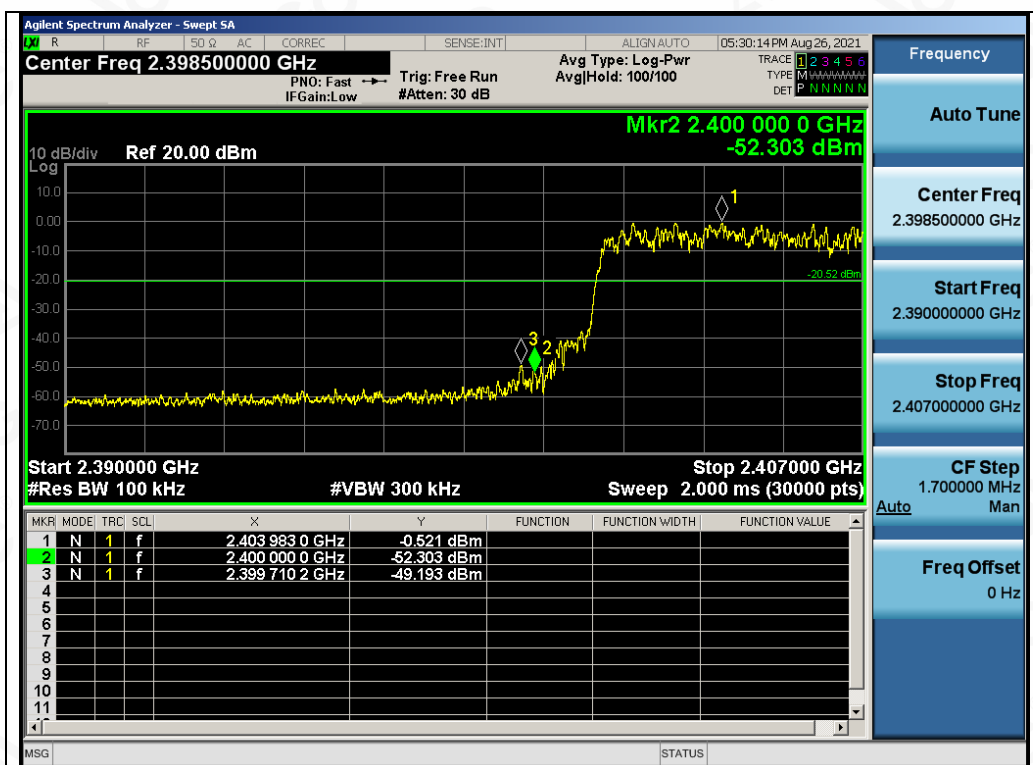 Agilent Spectrum Analyzer - Swept SA
LXI R RF 50 Ω AC CORREC SENSE:INT ALIGN AUTO 05:30:14 PM Aug 26, 2021
Center Freq 2.398500000 GHz
PNO: Fast
IFGain:Low
Trig: Free Run
#Atten: 30 dB
Avg Type: Log-Pwr
Avg|Hold: 100/100
TRACE 1 2 3 4 5 6
TYPE M
DET P N N N N N
Mkr2 2.400 000 0 GHz
-52.303 dBm
10 dB/div Ref 20.00 dBm
Log
10.0
0.00
-10.0
-20.0
-30.0
-40.0
-50.0
-60.0
-70.0
1
-20.52 dBm
3
2
Start 2.390000 GHz Stop 2.407000 GHz
#Res BW 100 kHz #VBW 300 kHz Sweep 2.000 ms (30000 pts)
MKR MODE TRC SCL X Y FUNCTION FUNCTION WIDTH FUNCTION VALUE
1 N 1 f 2.403 983 0 GHz -0.521 dBm
2 N 1 f 2.400 000 0 GHz -52.303 dBm
3 N 1 f 2.399 710 2 GHz -49.193 dBm
4
5
6
7
8
9
10
11
MSG STATUS
Frequency
Auto Tune
Center Freq
2.398500000 GHz
Start Freq
2.390000000 GHz
Stop Freq
2.407000000 GHz
CF Step
1.700000 MHz
Auto Man
Freq Offset
0 Hz